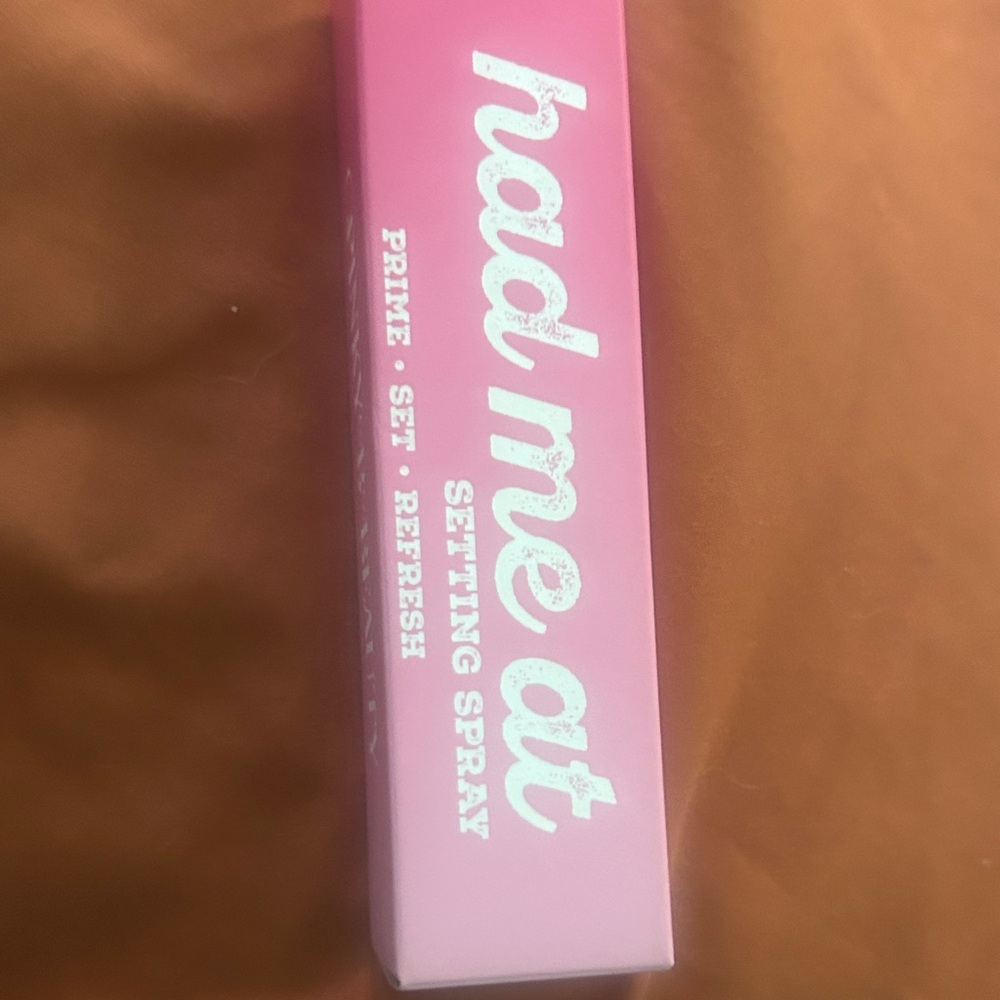 had me at
SETTING SPRAY
PRIME • SET • REFRESH